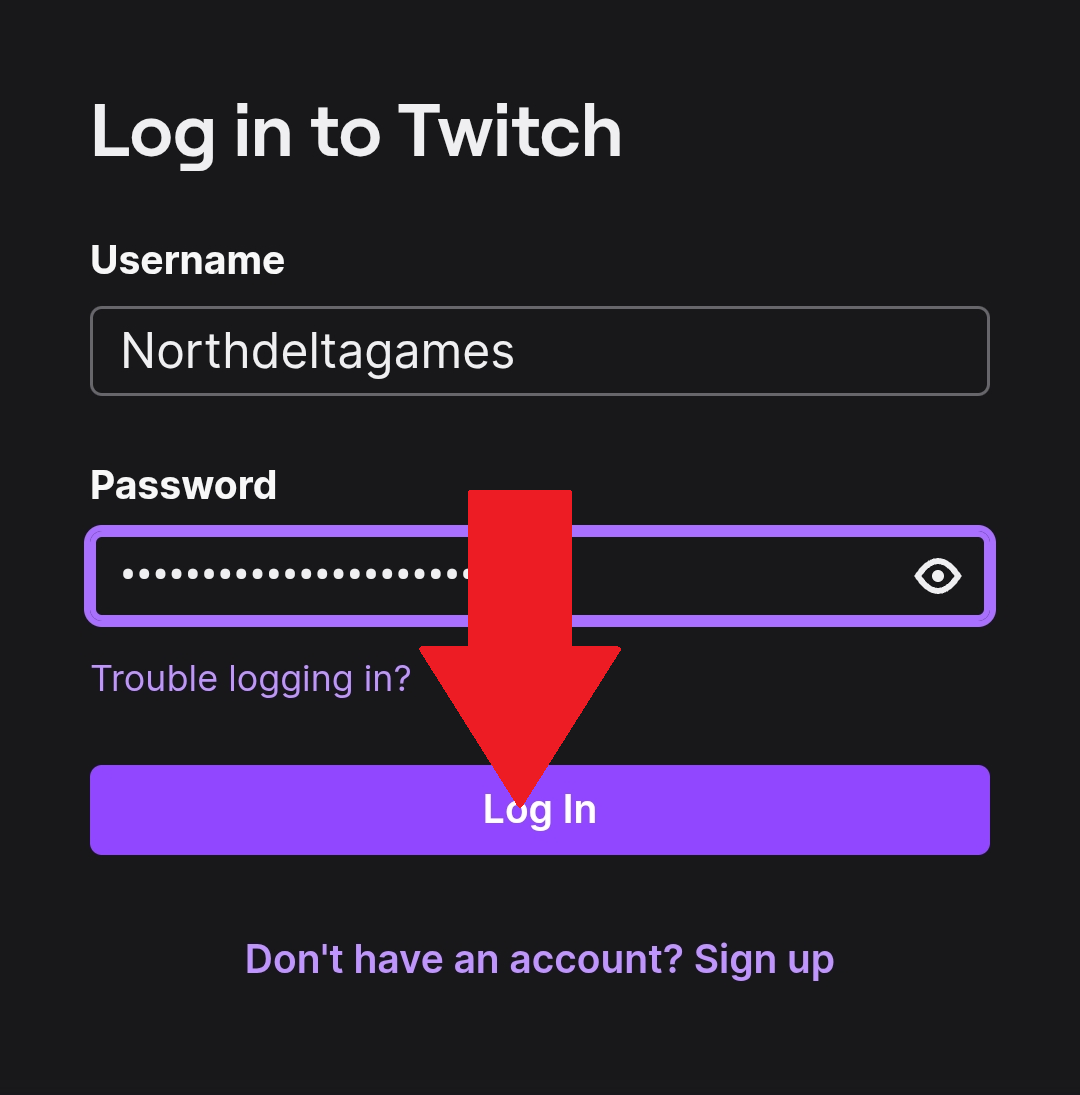 Log in to Twitch
Username
Northdeltagames
Password
Trouble logging in?
Log In
Don't have an account? Sign up